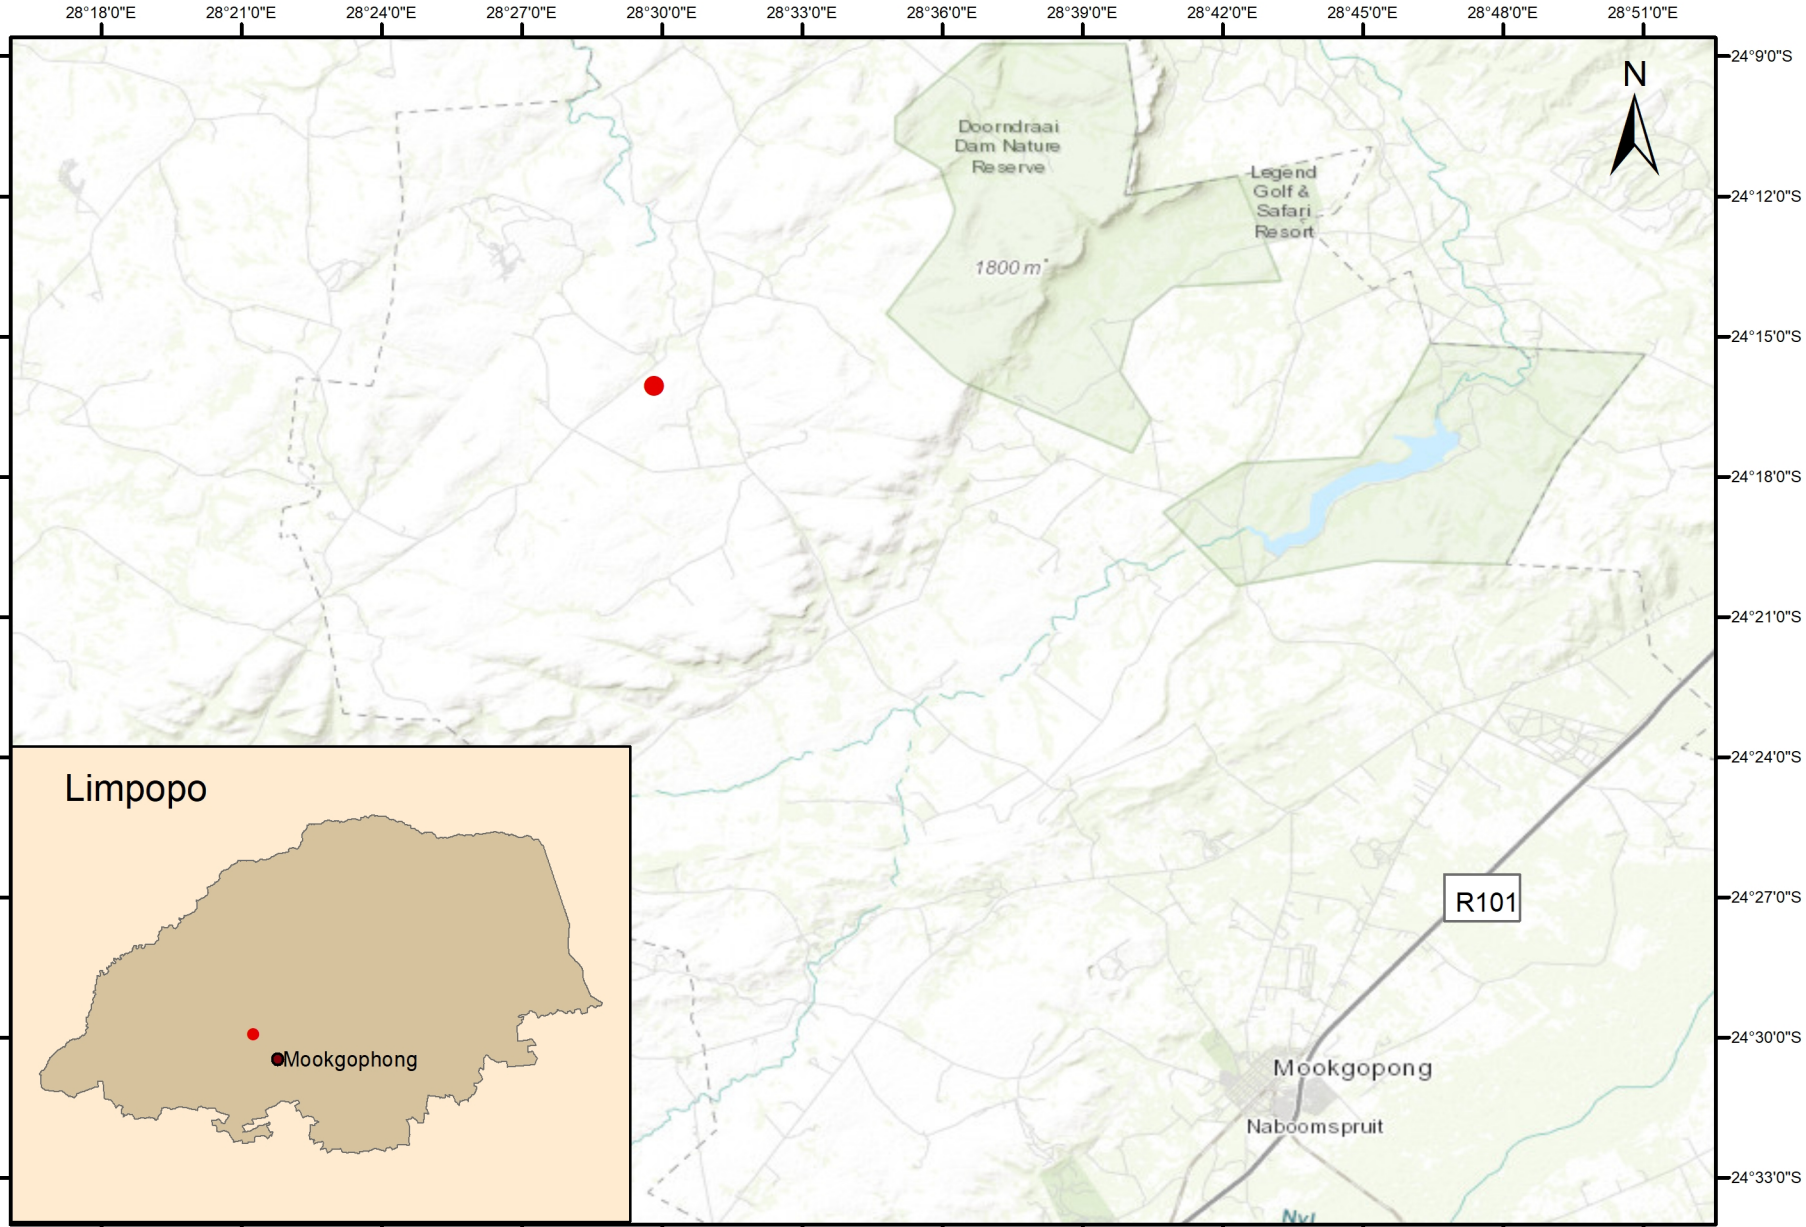 28°18'0"E
28°21'0"E
28°24'0"E
28°27'0"E
28°30'0"E
28°33'0"E
28°36'0"E
28°39'0"E
28°42'0"E
28°45'0"E
28°48'0"E
28°51'0"E
24°9'0"S
N
Doorndraai
Dam Nature
Reserve
Legend
Golf &
Safari
Resort
24°12'0"S
1800 m
24°15'0"S
24°18'0"S
24°21'0"S
24°24'0"S
Limpopo
24°27'0"S
R101
24°30'0"S
Mookgophong
Mookgopong
Naboomspruit
24°33'0"S
Nyl